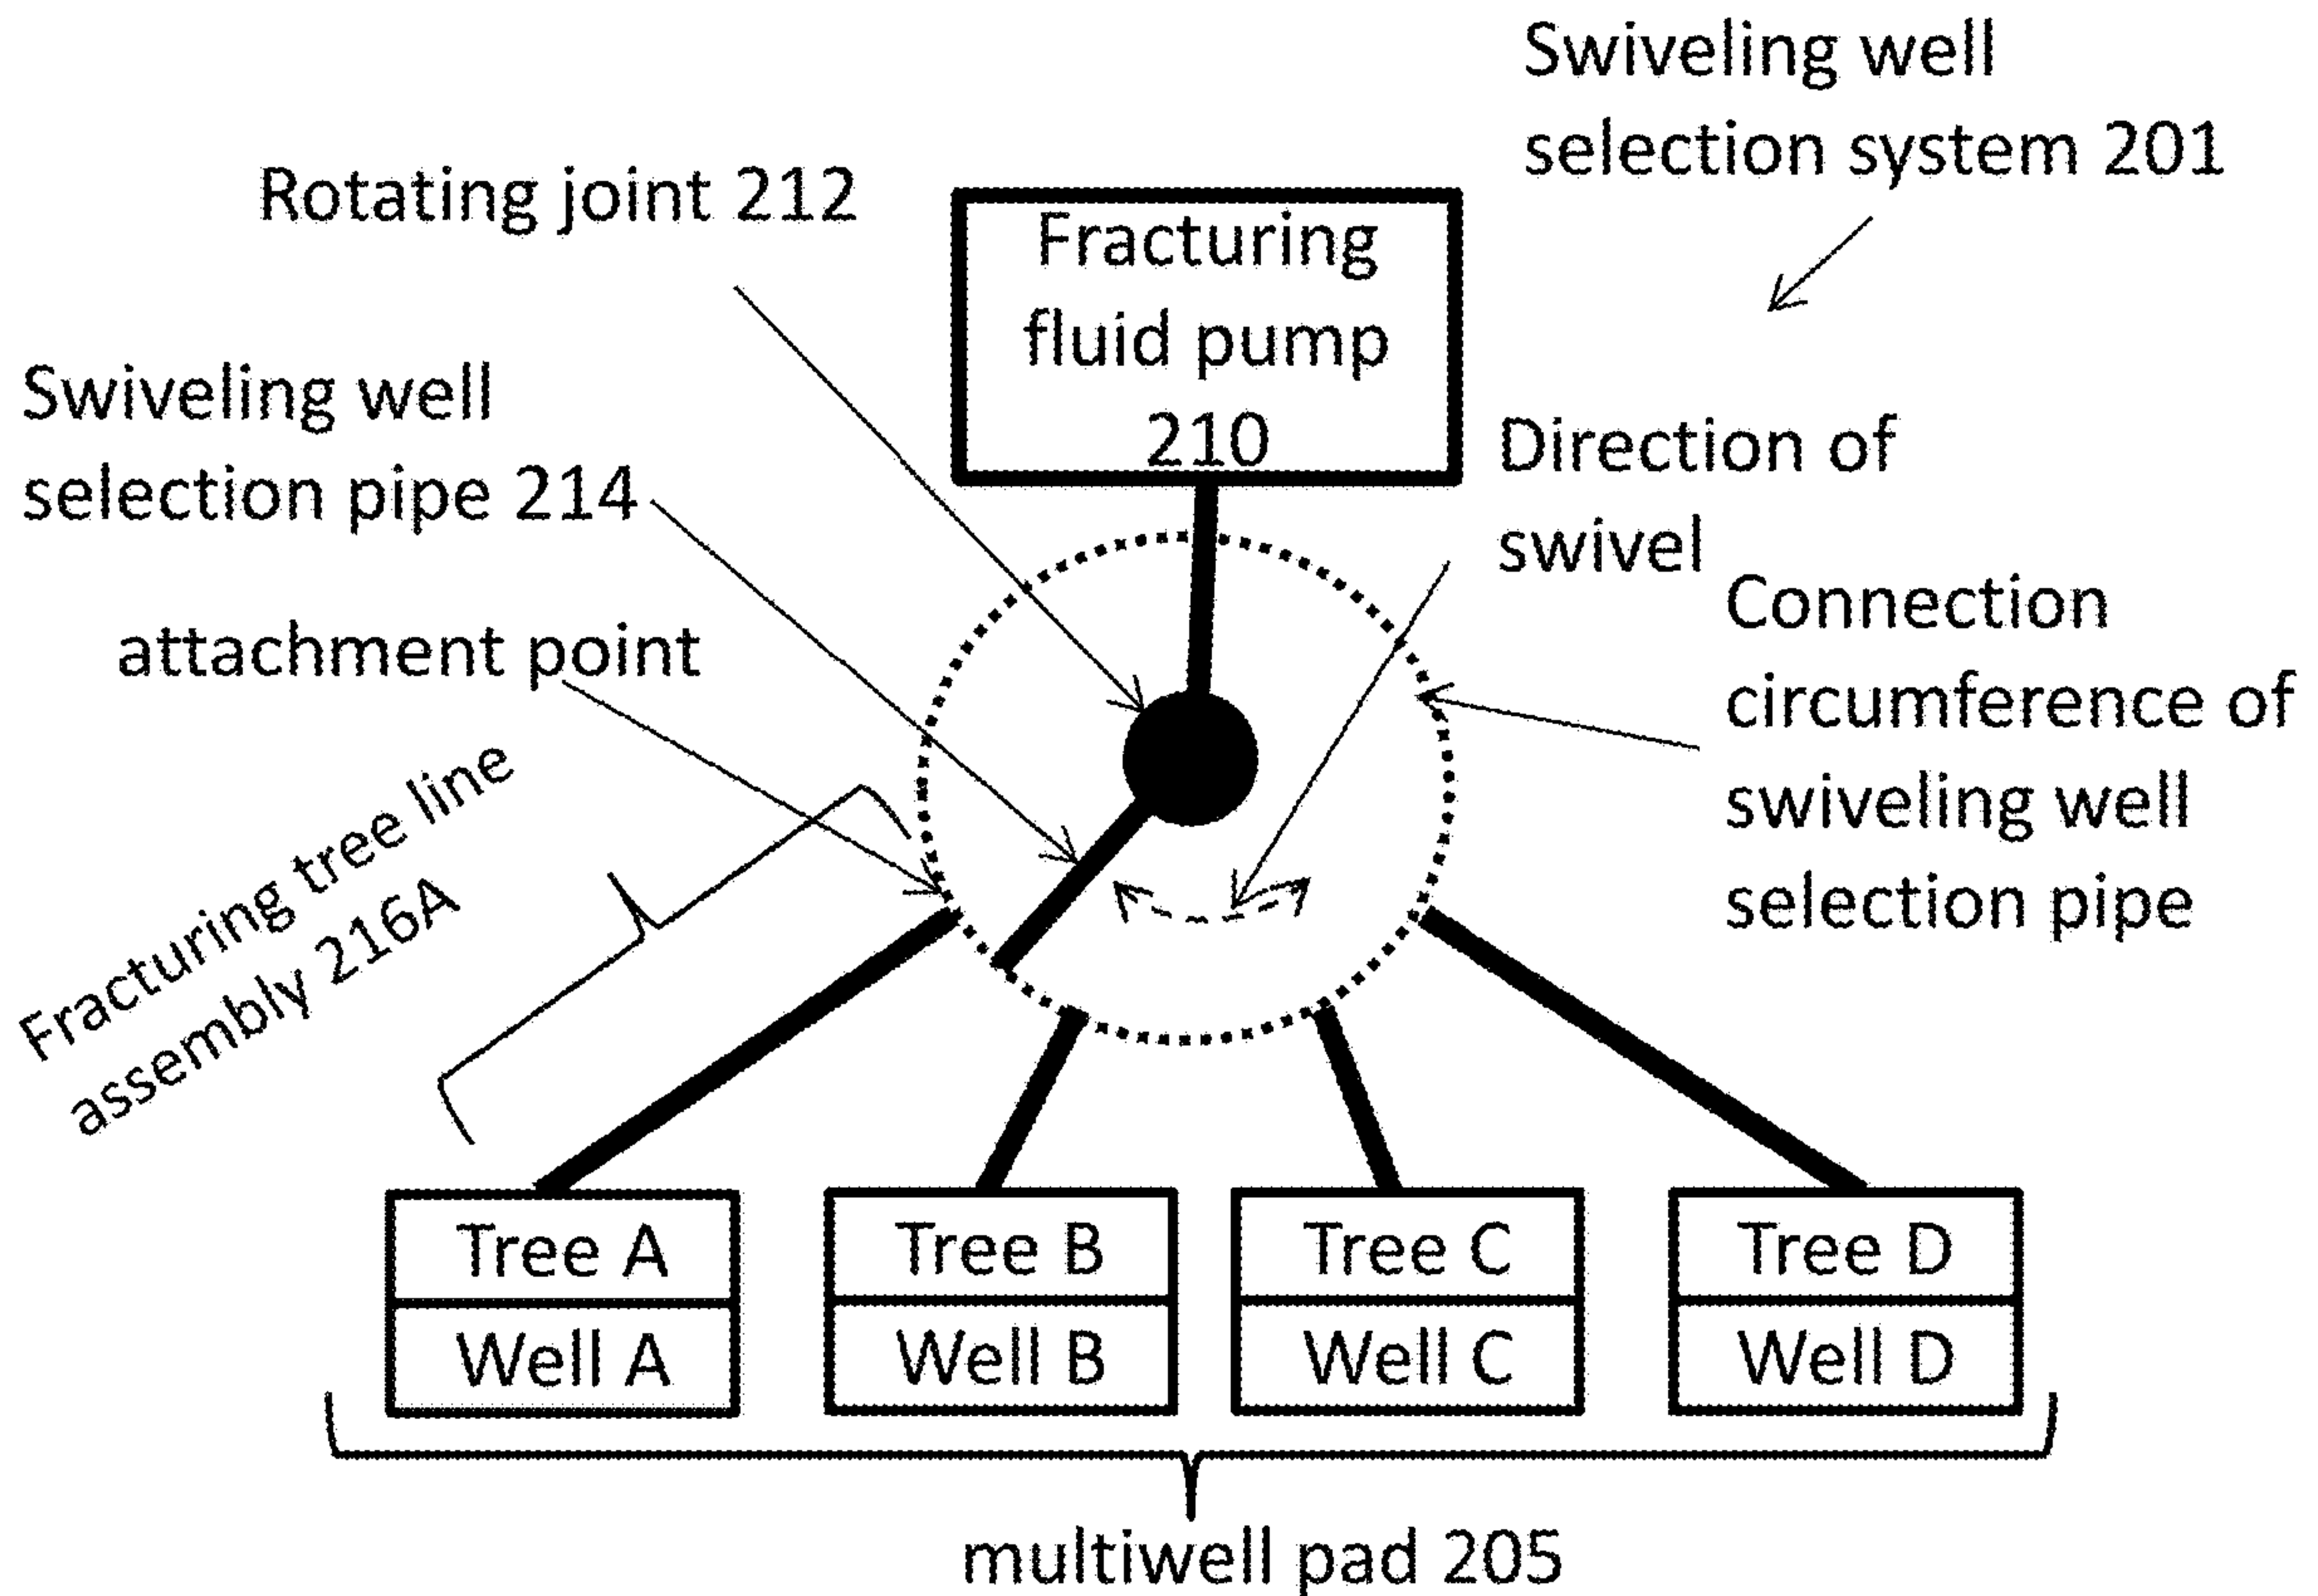 Swiveling well
selection system 201
Rotating joint 212
Fracturing
fluid pump
210
Swiveling well
selection pipe 214
Direction of
swivel
attachment point
Connection
circumference of
swiveling well
selection pipe
Fracturing tree line
assembly 216A
Tree A
Well A
Tree B
Well B
Tree C
Well C
Tree D
Well D
multiwell pad 205